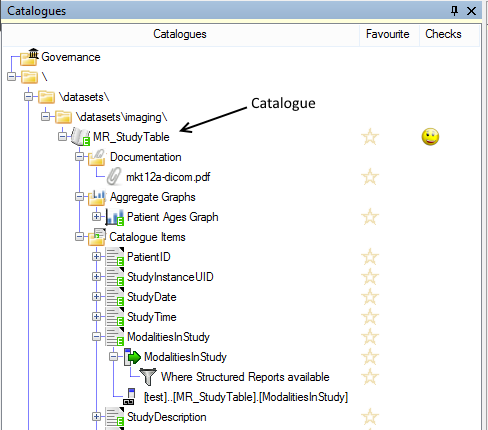 Catalogues
Catalogues Favourite Checks
Governance
\
\datasets\
\datasets\imaging\
Catalogue
MR_StudyTable
Documentation
mkt12a-dicom.pdf
Aggregate Graphs
Patient Ages Graph
Catalogue Items
PatientID
StudyInstanceUID
StudyDate
StudyTime
ModalitiesInStudy
ModalitiesInStudy
Where Structured Reports available
[test]..[MR_StudyTable].[ModalitiesInStudy]
StudyDescription